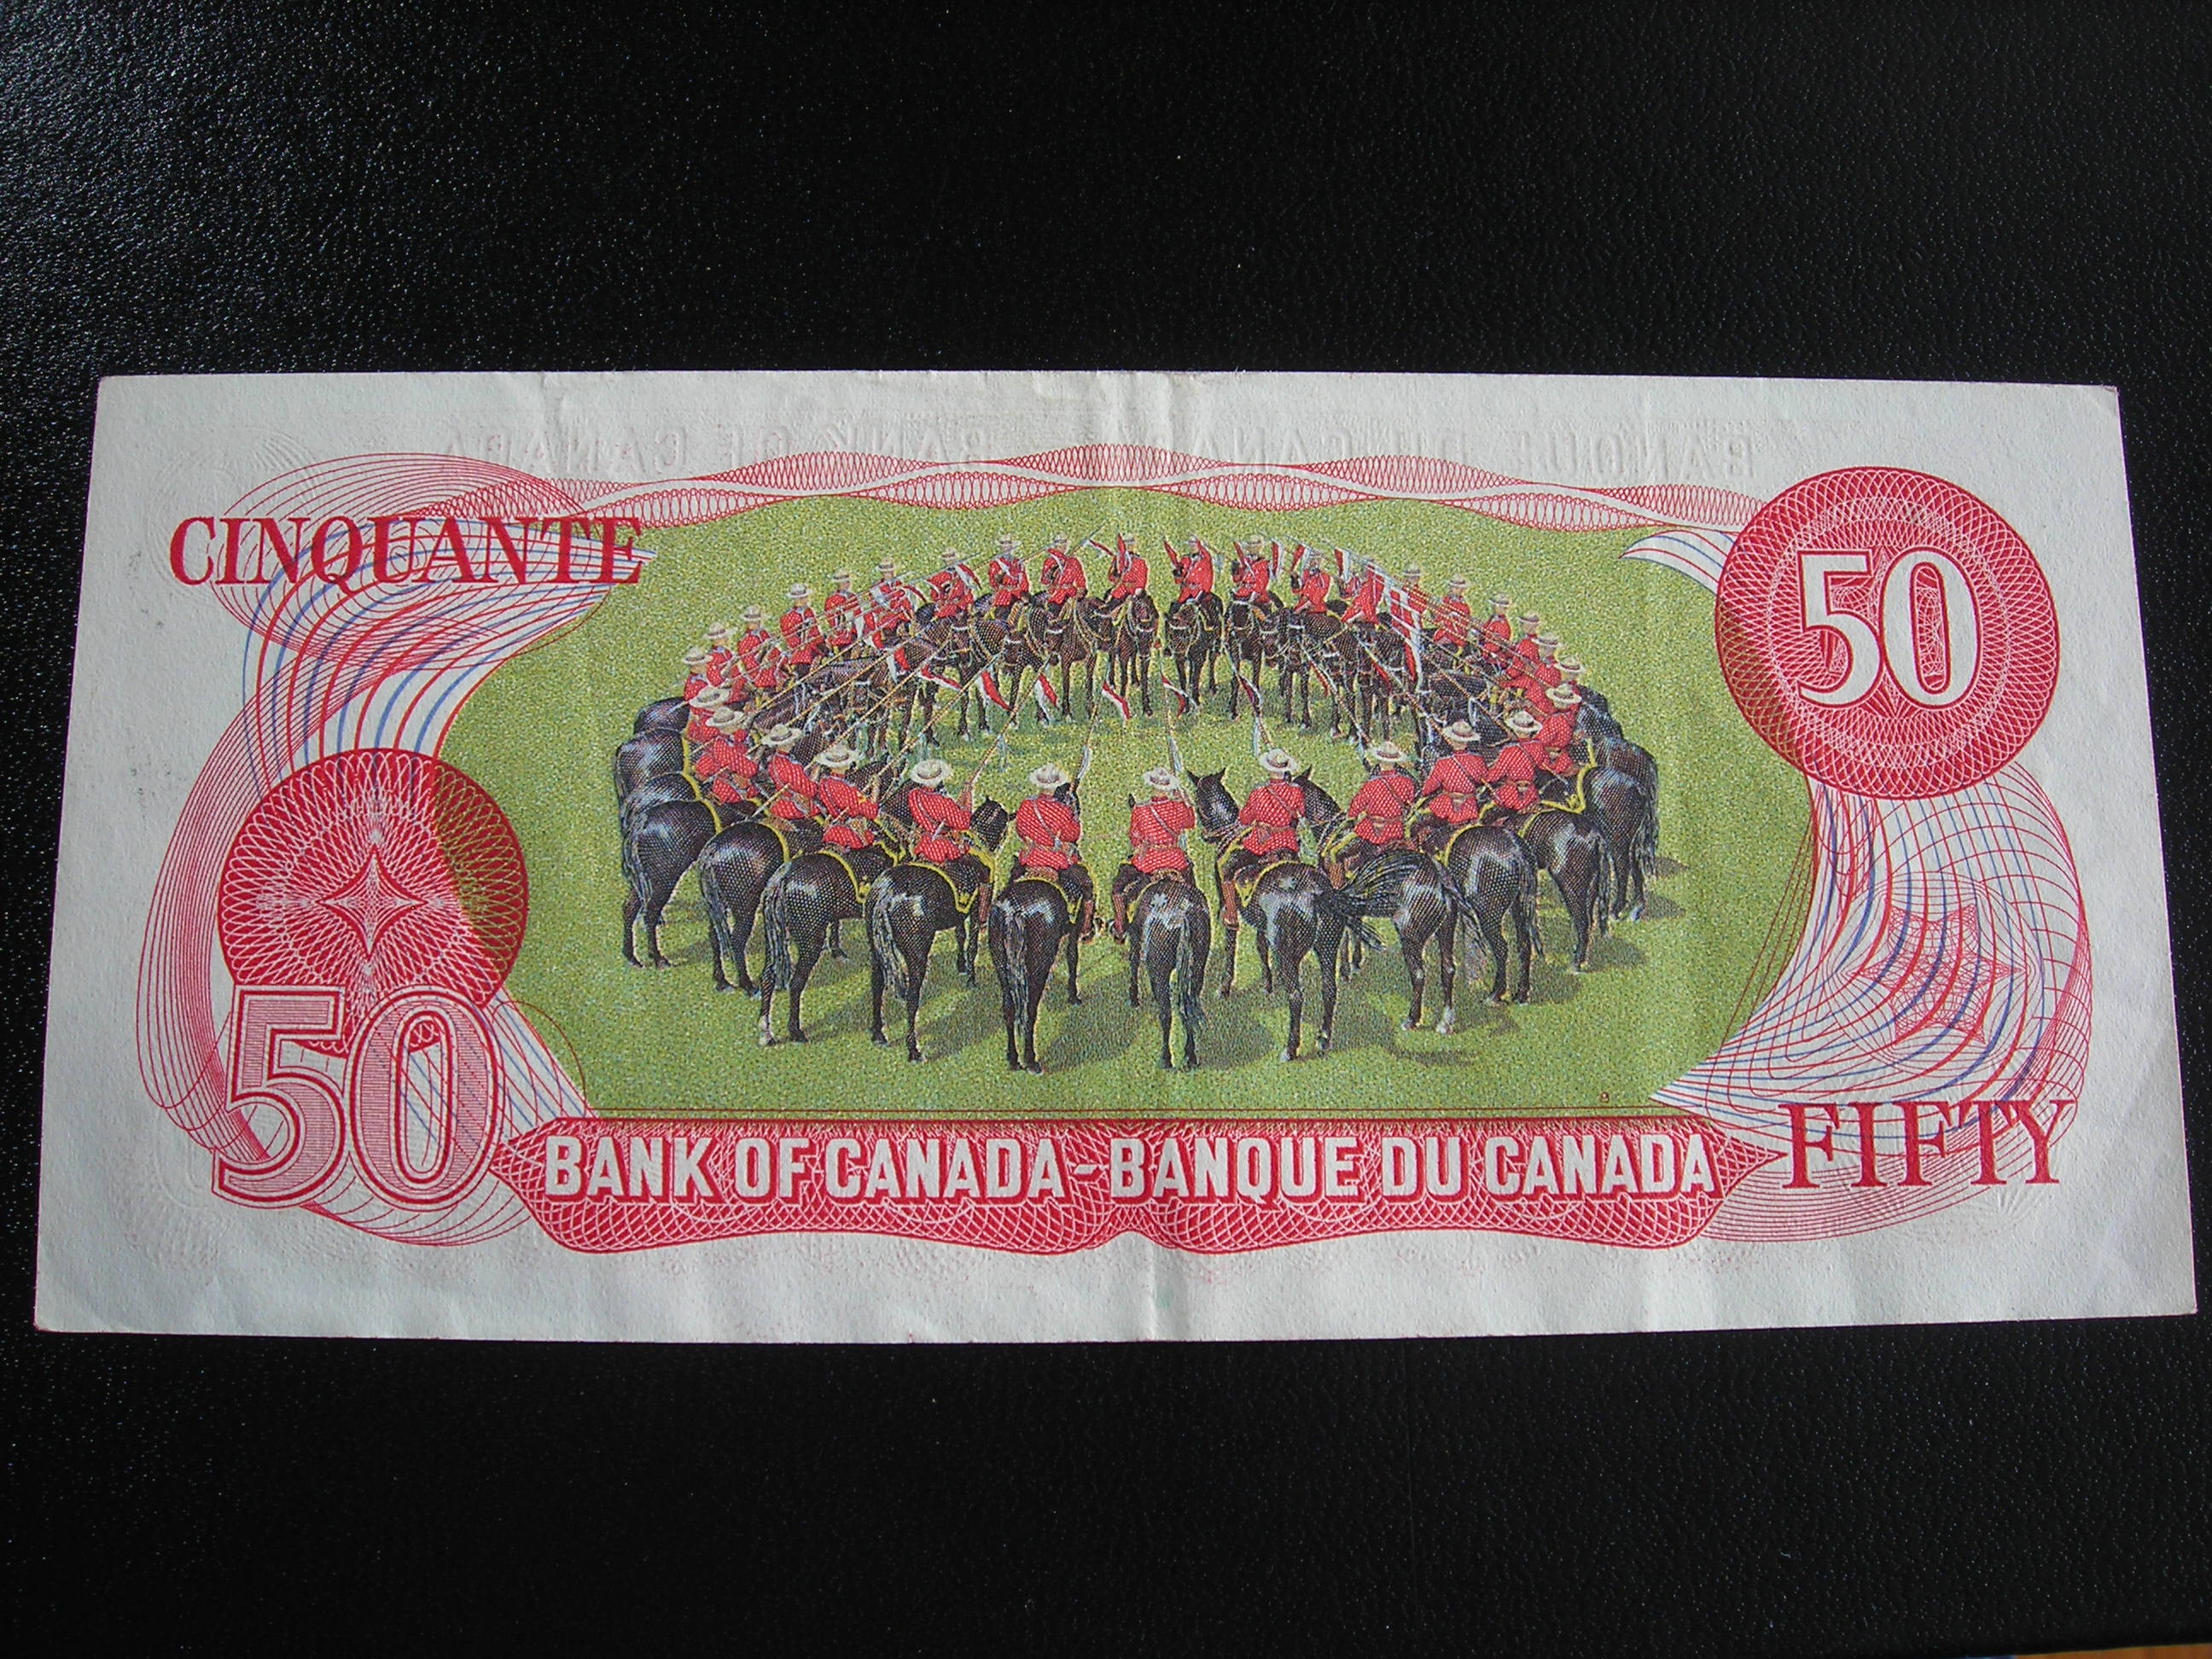 CINQUANTE
50
50
BANK OF CANADA-BANQUE DU CANADA
FIFTY